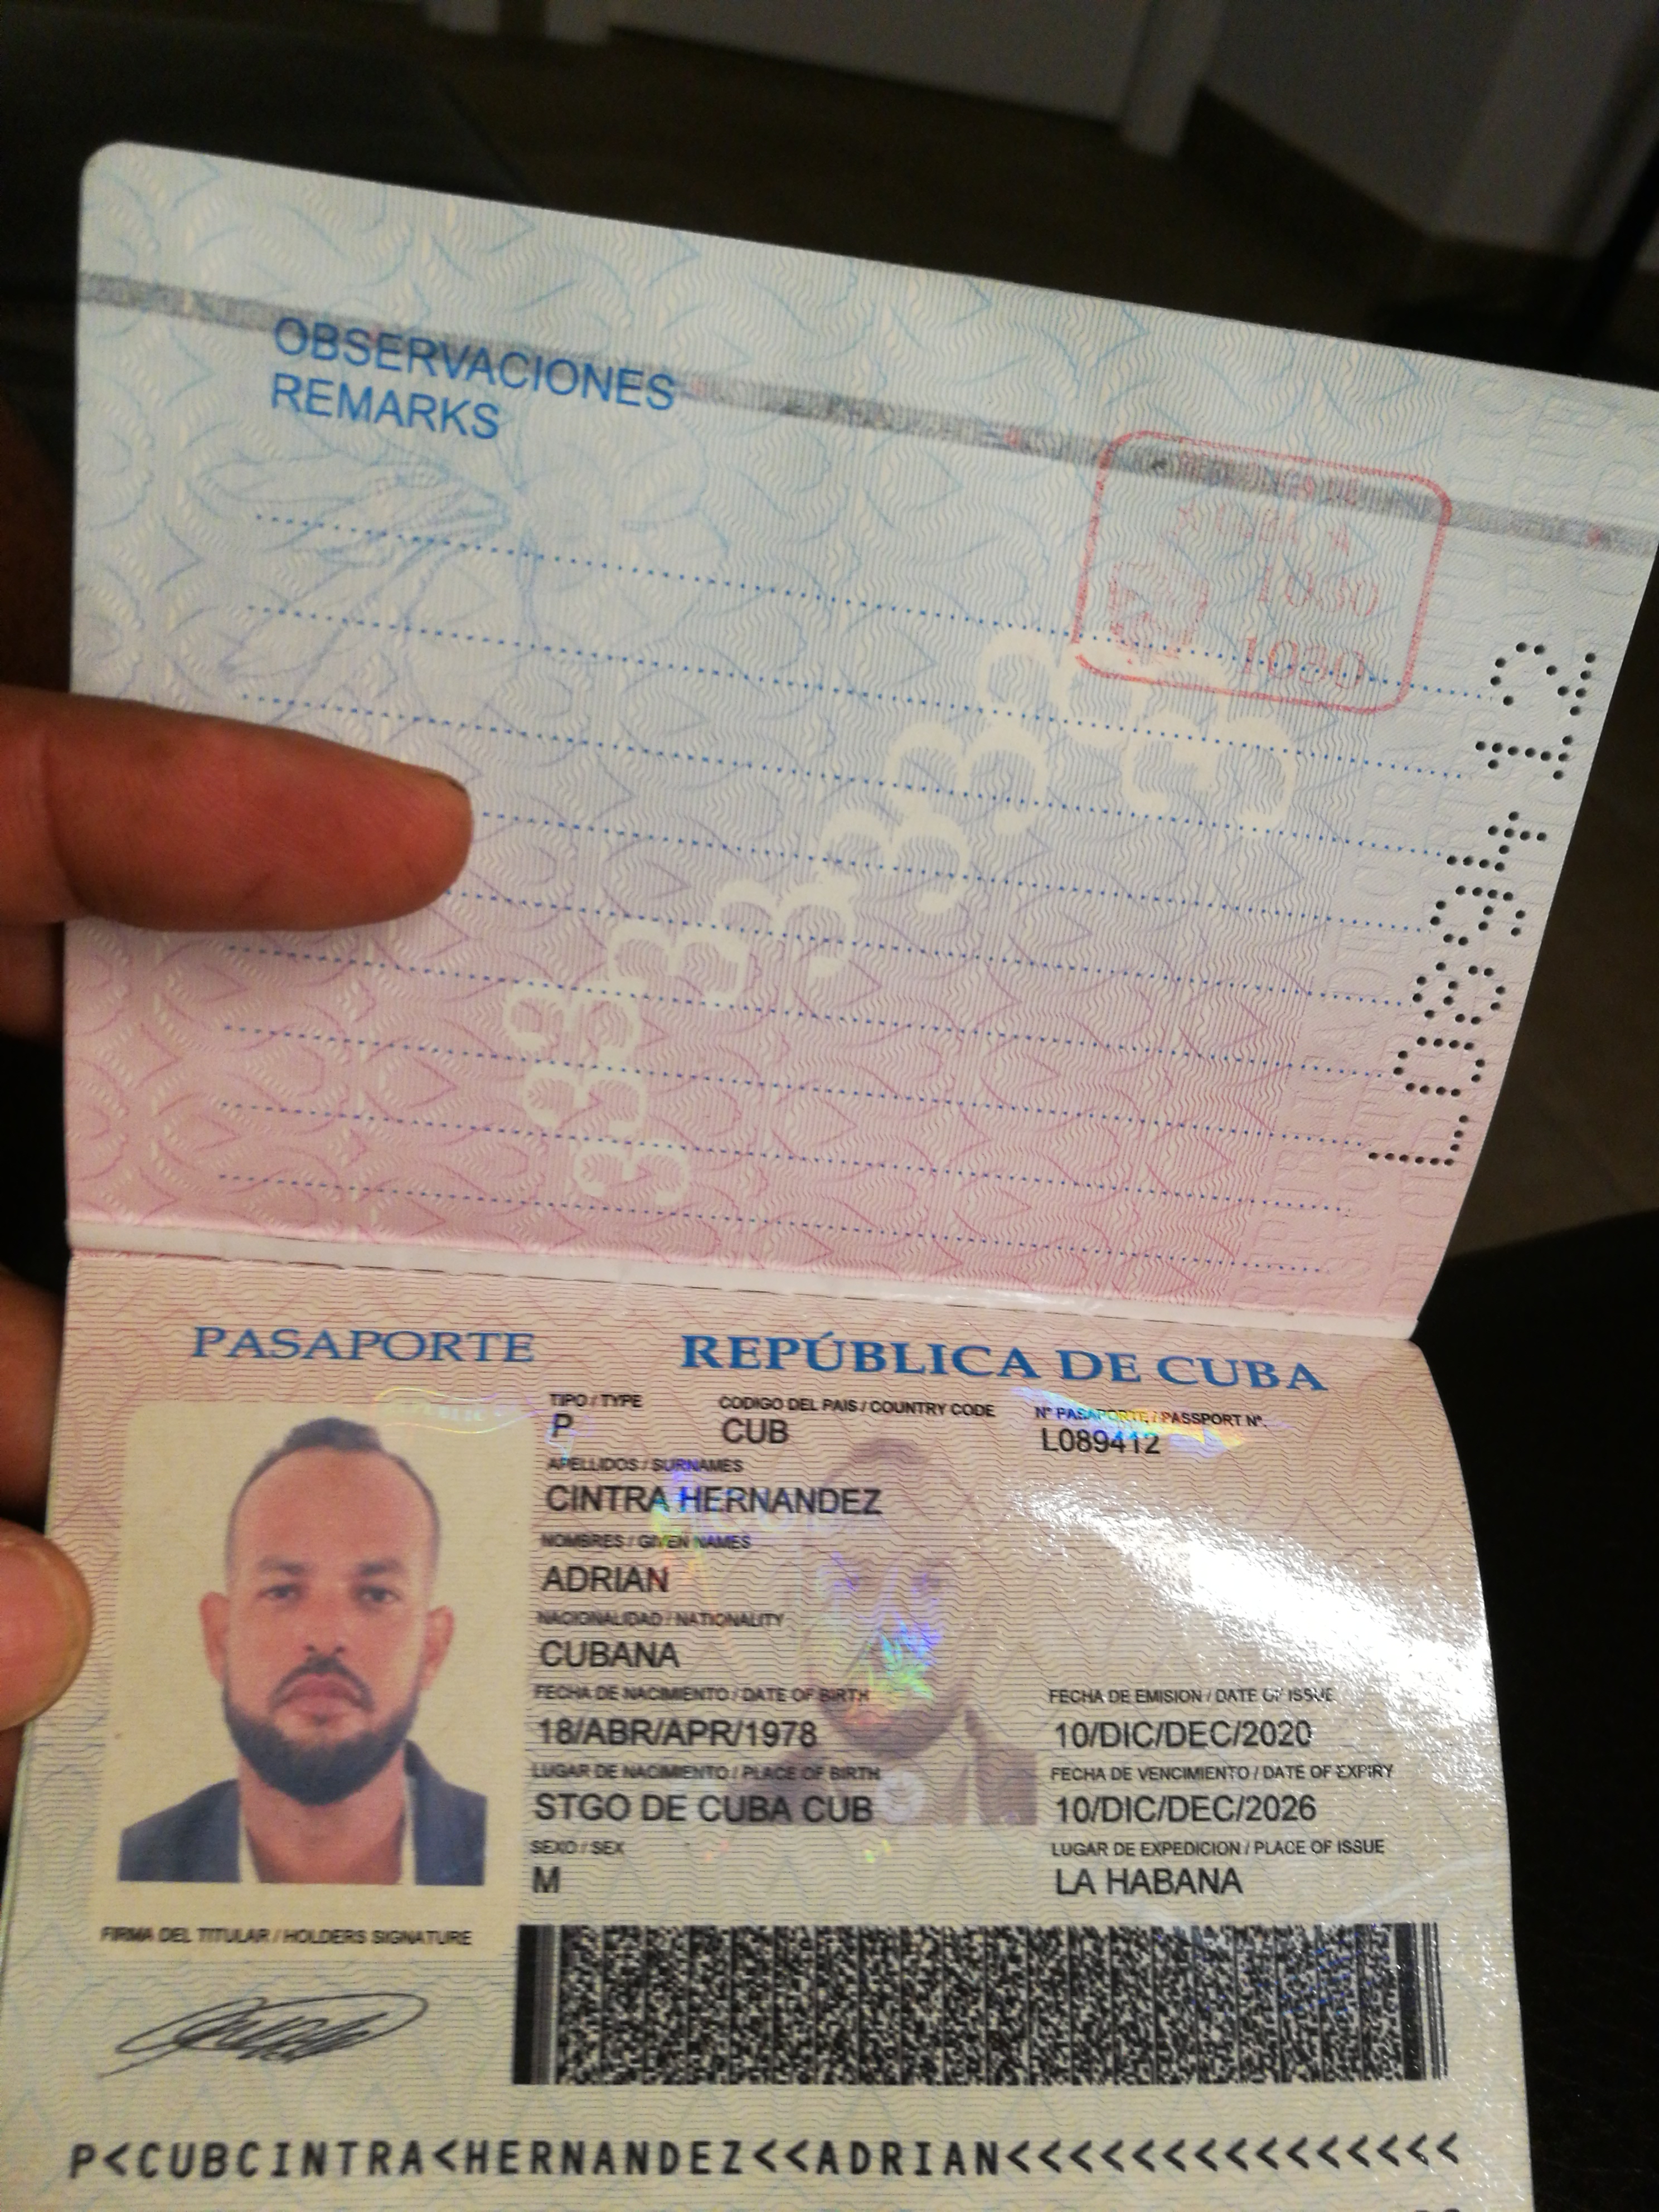 OBSERVACIONES
REMARKS
REPUBLICA DE
CUBA
1030
L089412
PASAPORTE REPÚBLICA DE CUBA
TIPO / TYPE CODIGO DEL PAIS / COUNTRY CODE Nº PASAPORTE / PASSPORT Nº.
P CUB L089412
APELLIDOS / SURNAMES
CINTRA HERNANDEZ
NOMBRES / GIVEN NAMES
ADRIAN
NACIONALIDAD / NATIONALITY
CUBANA
FECHA DE NACIMIENTO / DATE OF BIRTH FECHA DE EMISION / DATE OF ISSUE
18/ABR/APR/1978 10/DIC/DEC/2020
LUGAR DE NACIMIENTO / PLACE OF BIRTH FECHA DE VENCIMIENTO / DATE OF EXPIRY
STGO DE CUBA CUB 10/DIC/DEC/2026
SEXO / SEX LUGAR DE EXPEDICION / PLACE OF ISSUE
M LA HABANA
FIRMA DEL TITULAR / HOLDERS SIGNATURE
P<CUBCINTRA<HERNANDEZ<<ADRIAN<<<<<<<<<<<<<<<